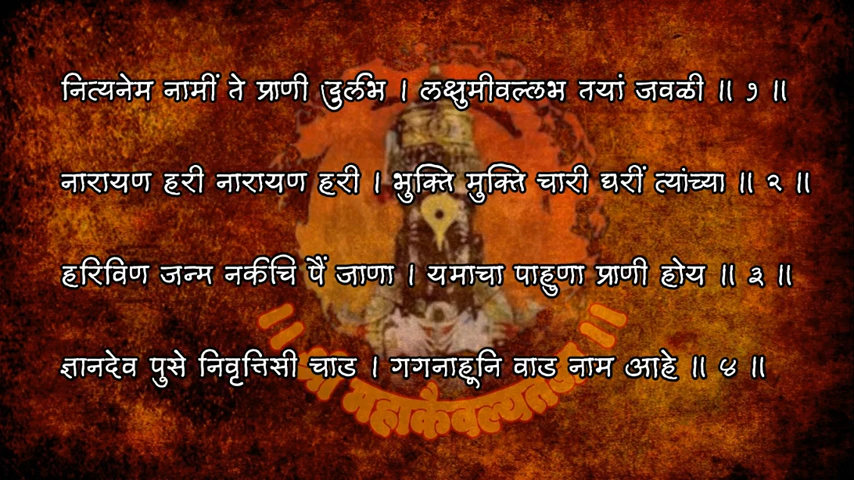 नित्यनेम नामीं ते प्राणी दुर्लभ । लक्षुमीवल्लभ तयां जवळी ॥ १ ॥
नारायण हरी नारायण हरी । भुक्ति मुक्ति चारी घरीं त्यांच्या ॥ २ ॥
हरिविण जन्म नर्कचि पैं जाणा । यमाचा पाहुणा प्राणी होय ॥ ३ ॥
ज्ञानदेव पुसे निवृत्तिसी चाड । गगनाहूनि वाड नाम आहे ॥ ४ ॥